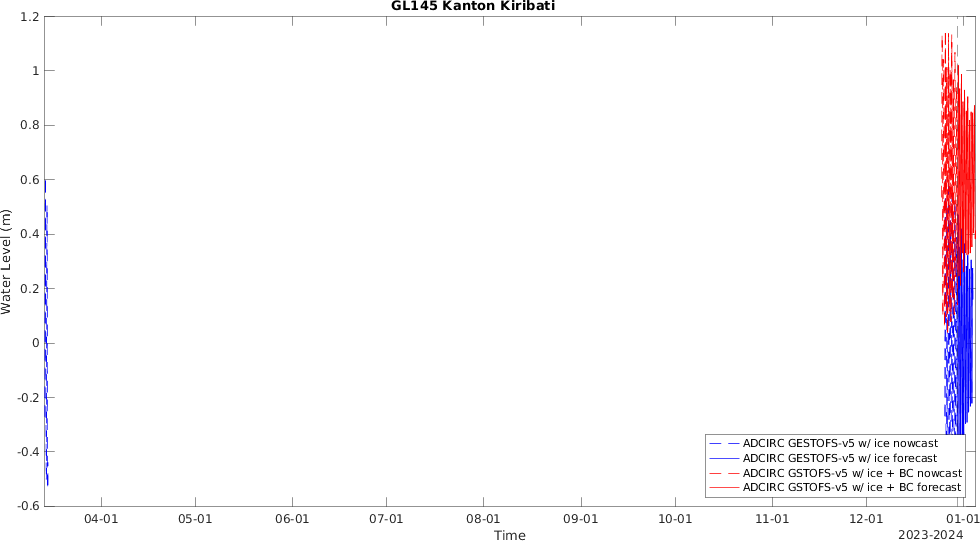 GL145 Kanton Kiribati
1.2
1
0.8
0.6
0.4
0.2
0
-0.2
-0.4
-0.6
Water Level (m)
ADCIRC GESTOFS-v5 w/ ice nowcast
ADCIRC GESTOFS-v5 w/ ice forecast
ADCIRC GSTOFS-v5 w/ ice + BC nowcast
ADCIRC GSTOFS-v5 w/ ice + BC forecast
04-01 05-01 06-01 07-01 08-01 09-01 10-01 11-01 12-01 01-01
Time
2023-2024